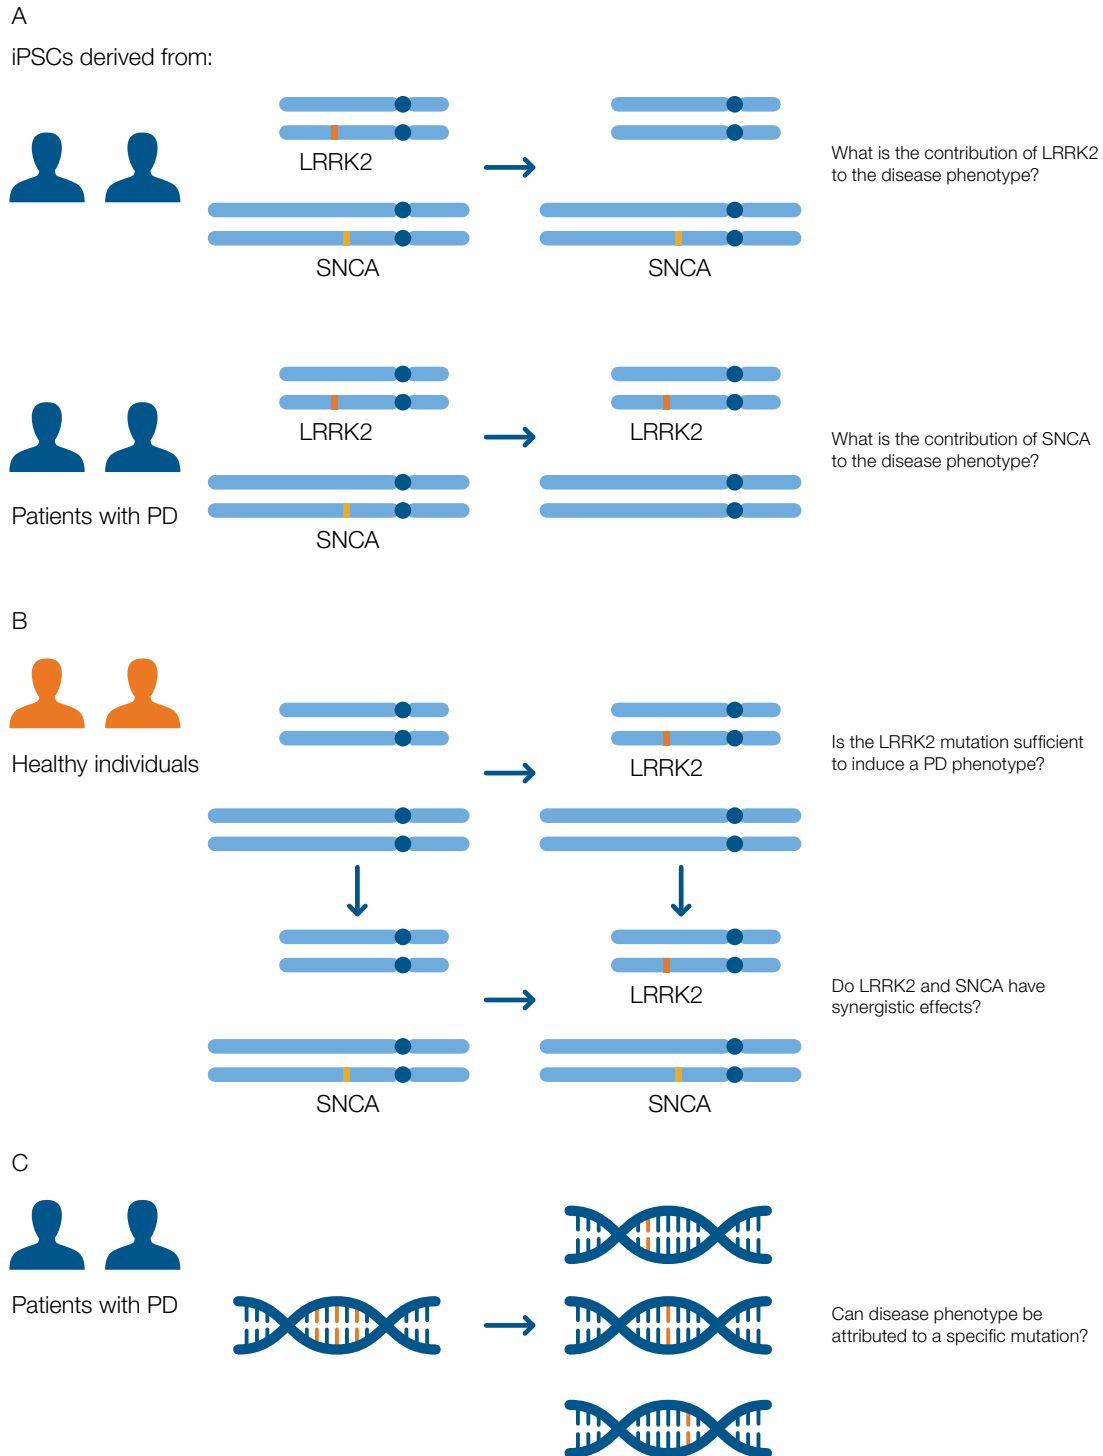 A
iPSCs derived from:
LRRK2
What is the contribution of LRRK2
to the disease phenotype?
SNCA
SNCA
LRRK2
LRRK2
What is the contribution of SNCA
to the disease phenotype?
Patients with PD
SNCA
B
Healthy individuals
LRRK2
Is the LRRK2 mutation sufficient
to induce a PD phenotype?
LRRK2
Do LRRK2 and SNCA have
synergistic effects?
SNCA
SNCA
C
Patients with PD
Can disease phenotype be
attributed to a specific mutation?